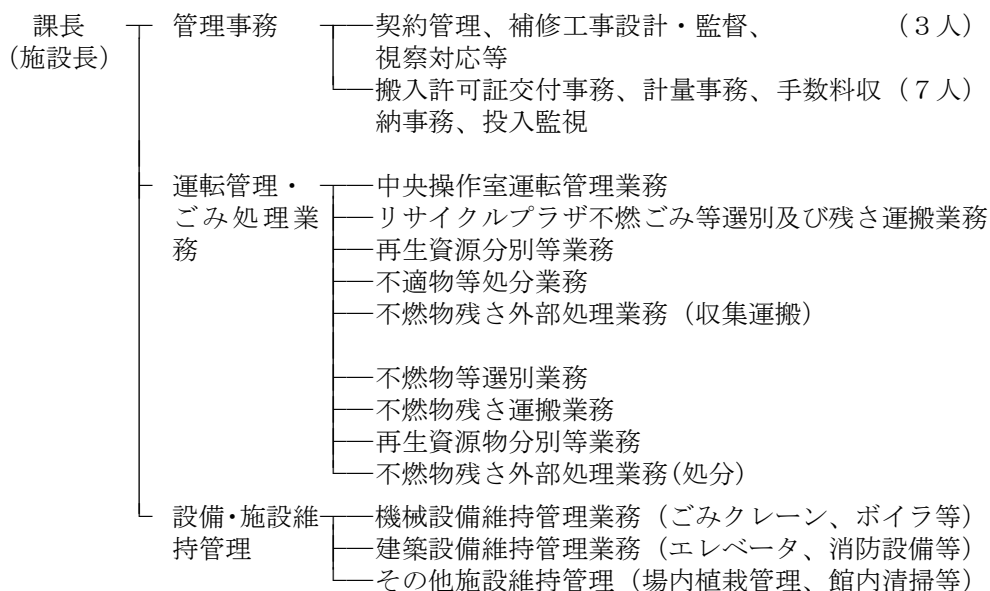 課長 管理事務 契約管理、補修工事設計・監督、 (3人)
(施設長) 視察対応等
搬入許可証交付事務、計量事務、手数料収 (7人)
納事務、投入監視
運転管理・ 中央操作室運転管理業務
ごみ処理業 リサイクルプラザ不燃ごみ等選別及び残さ運搬業務
務 再生資源分別等業務
不適物等処分業務
不燃物残さ外部処理業務(収集運搬)
不燃物等選別業務
不燃物残さ運搬業務
再生資源物分別等業務
不燃物残さ外部処理業務(処分)
設備・施設維 機械設備維持管理業務(ごみクレーン、ボイラ等)
持管理 建築設備維持管理業務(エレベータ、消防設備等)
その他施設維持管理(場内植栽管理、館内清掃等)